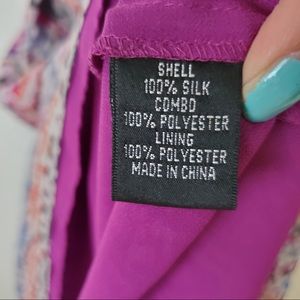 SHELL
100% SILK
COMBO
100% POLYESTER
LINING
100% POLYESTER
MADE IN CHINA